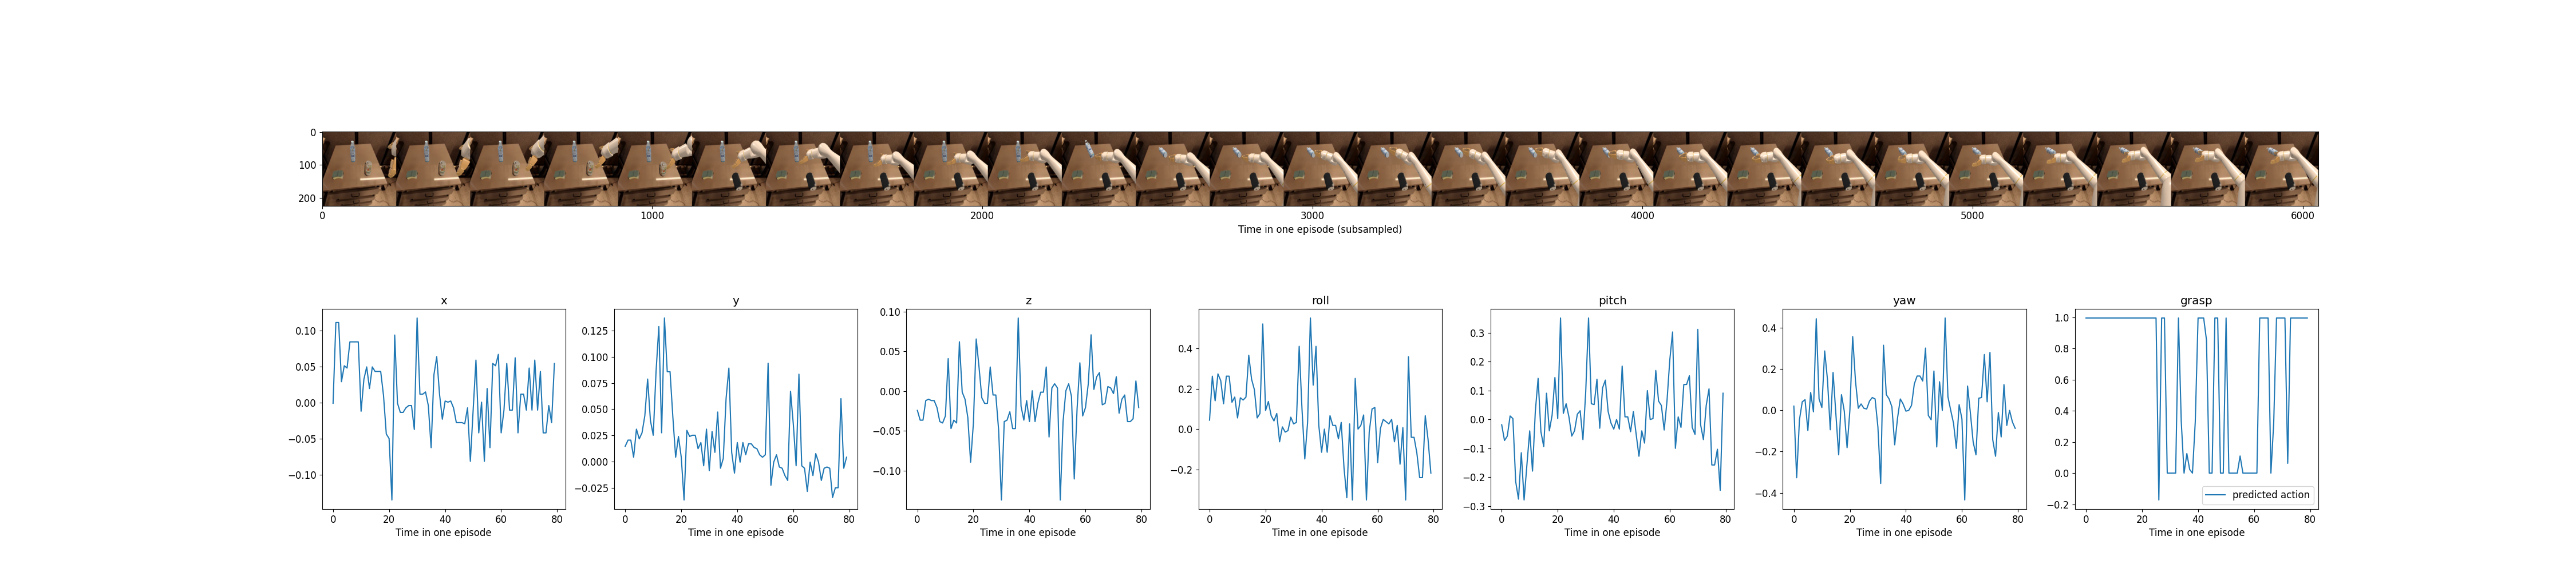 0
100
200
0 1000 2000 3000 4000 5000 6000
Time in one episode (subsampled)
x
0.10
0.05
0.00
−0.05
−0.10
0 20 40 60 80
Time in one episode
y
0.125
0.100
0.075
0.050
0.025
0.000
−0.025
0 20 40 60 80
Time in one episode
z
0.10
0.05
0.00
−0.05
−0.10
0 20 40 60 80
Time in one episode
roll
0.4
0.2
0.0
−0.2
0 20 40 60 80
Time in one episode
pitch
0.3
0.2
0.1
0.0
−0.1
−0.2
−0.3
0 20 40 60 80
Time in one episode
yaw
0.4
0.2
0.0
−0.2
−0.4
0 20 40 60 80
Time in one episode
grasp
1.0
0.8
0.6
0.4
0.2
0.0
−0.2
predicted action
0 20 40 60 80
Time in one episode